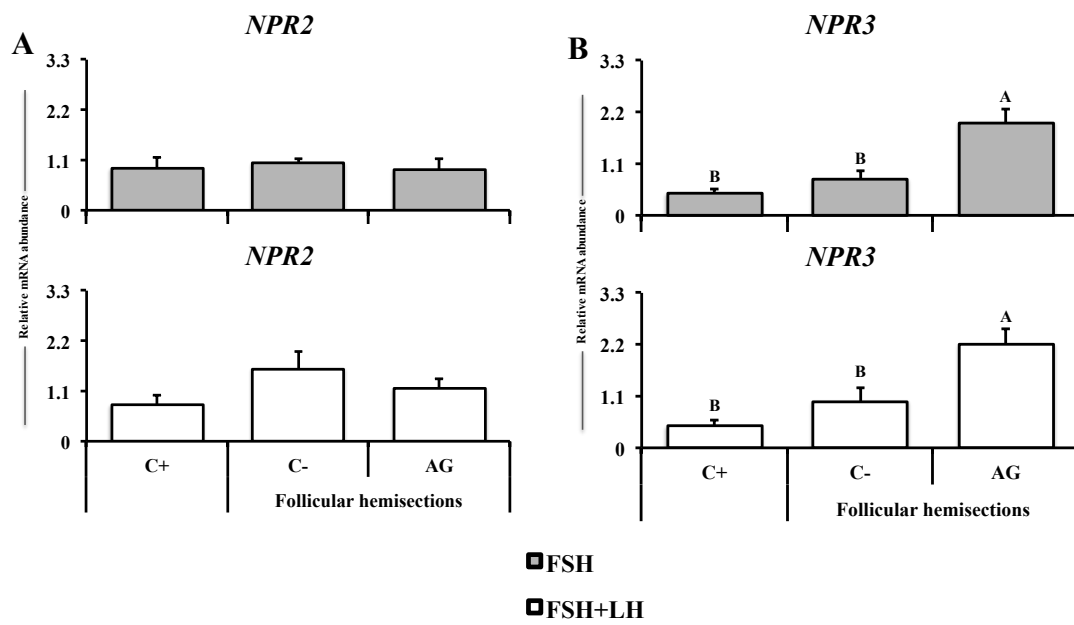 A
NPR2
3.3
2.2
1.1
0
NPR2
3.3
2.2
1.1
0
Relative mRNA abundance
C+ C- AG
Follicular hemisections
B
NPR3
3.3
2.2
1.1
0
B B A
NPR3
3.3
2.2
1.1
0
B B A
Relative mRNA abundance
C+ C- AG
Follicular hemisections
FSH
FSH+LH